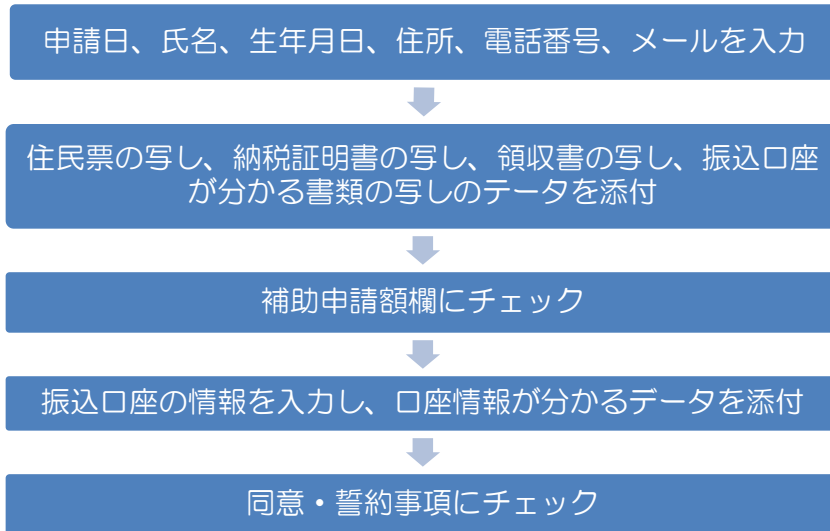 申請日、氏名、生年月日、住所、電話番号、メールを入力
住民票の写し、納税証明書の写し、領収書の写し、振込口座
が分かる書類の写しのテータを添付
補助申請額欄にチェック
振込口座の情報を入力し、口座情報が分かるデータを添付
同意・誓約事項にチェック